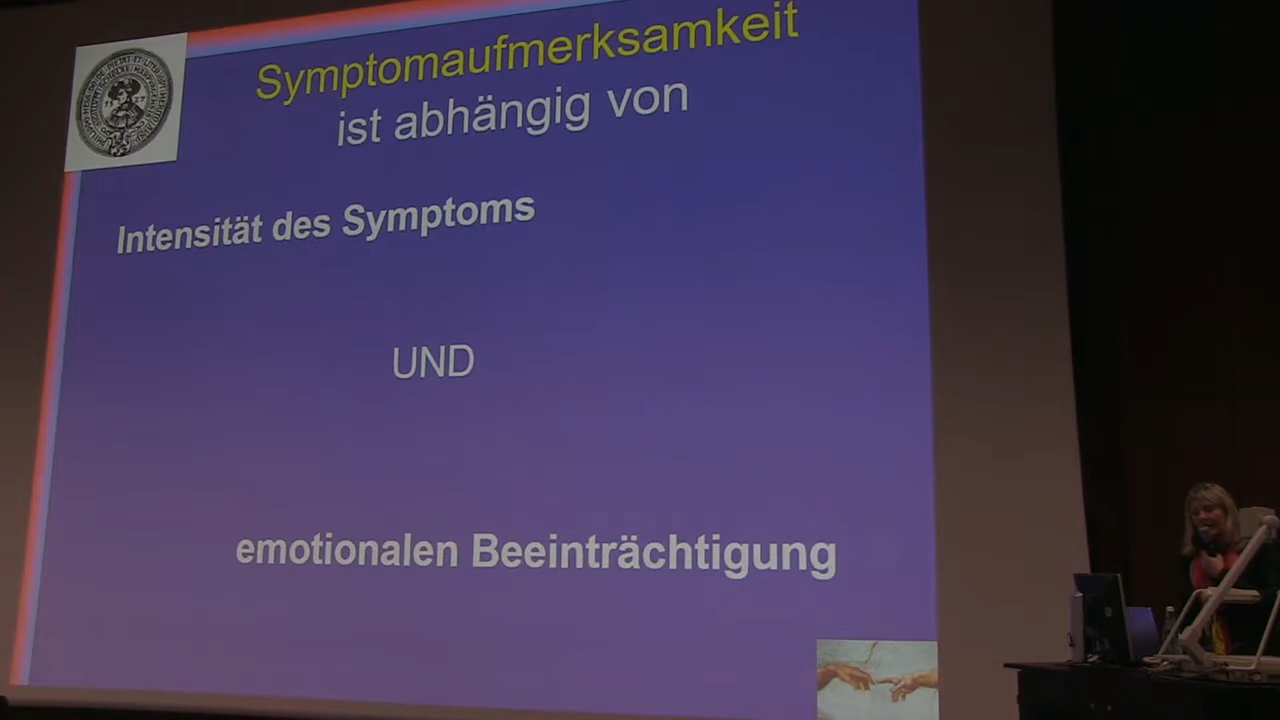 Symptomaufmerksamkeit
ist abhängig von
Intensität des Symptoms
UND
emotionalen Beeinträchtigung